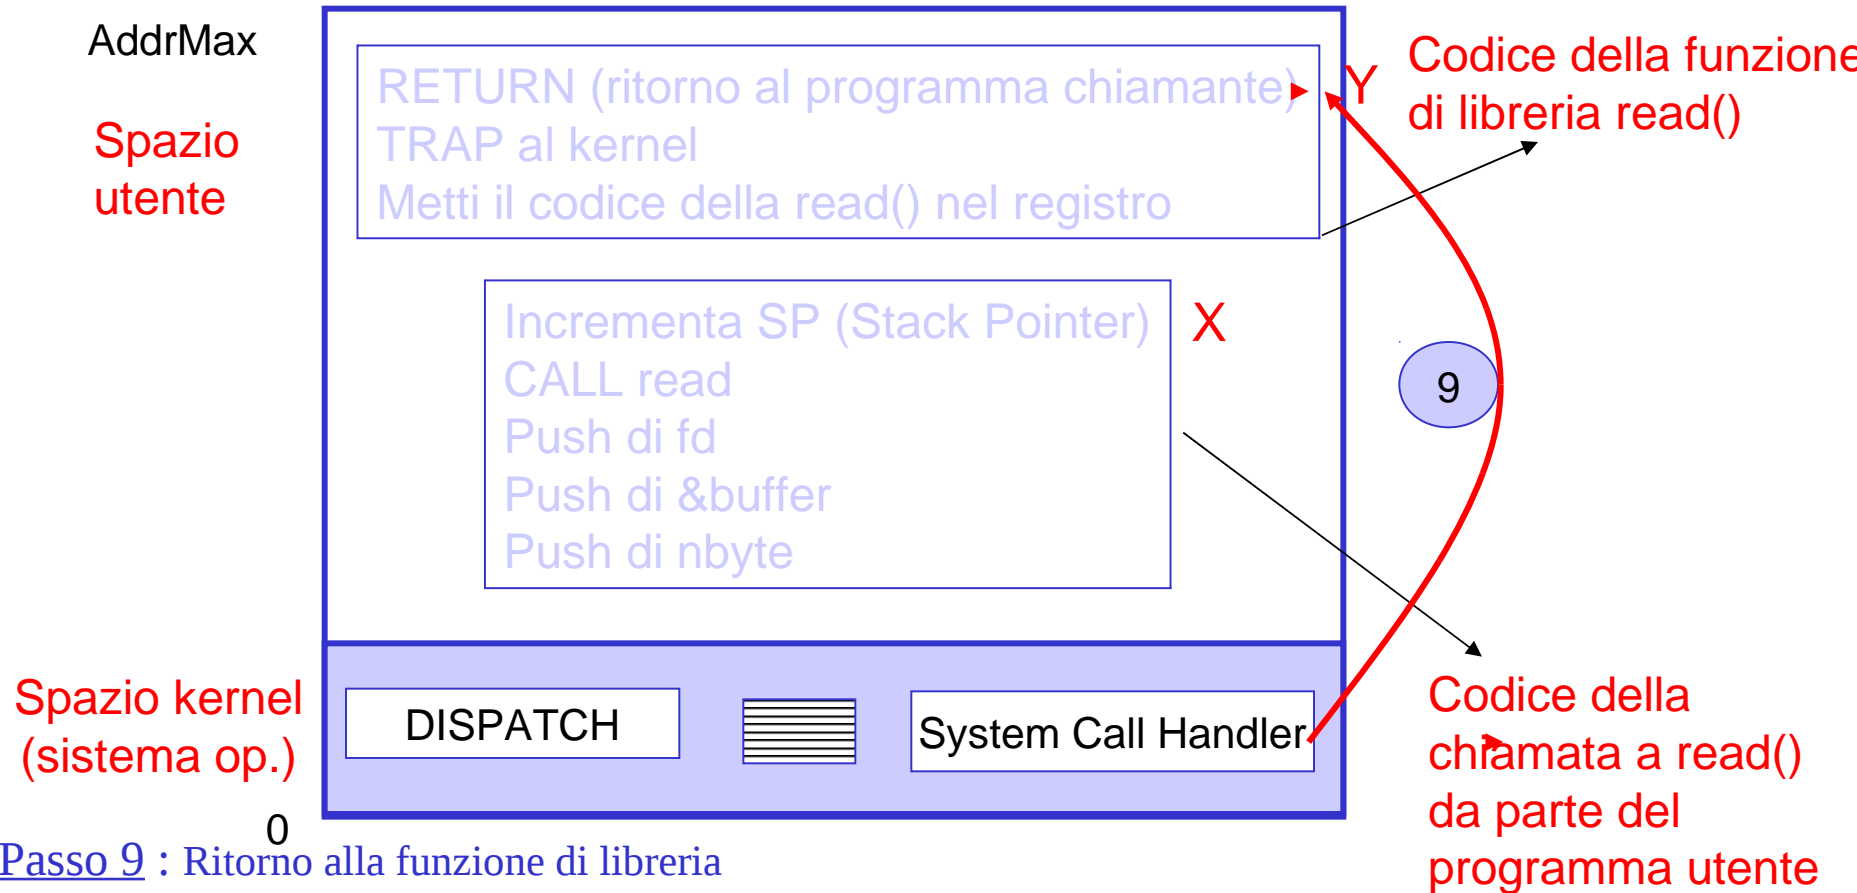 AddrMax
Spazio
utente
RETURN (ritorno al programma chiamante)
TRAP al kernel
Metti il codice della read() nel registro
Y
Codice della funzione
di libreria read()
Incrementa SP (Stack Pointer)
CALL read
Push di fd
Push di &buffer
Push di nbyte
X
9
Spazio kernel
(sistema op.)
DISPATCH
System Call Handler
Codice della
chiamata a read()
da parte del
programma utente
0
Passo 9 : Ritorno alla funzione di libreria